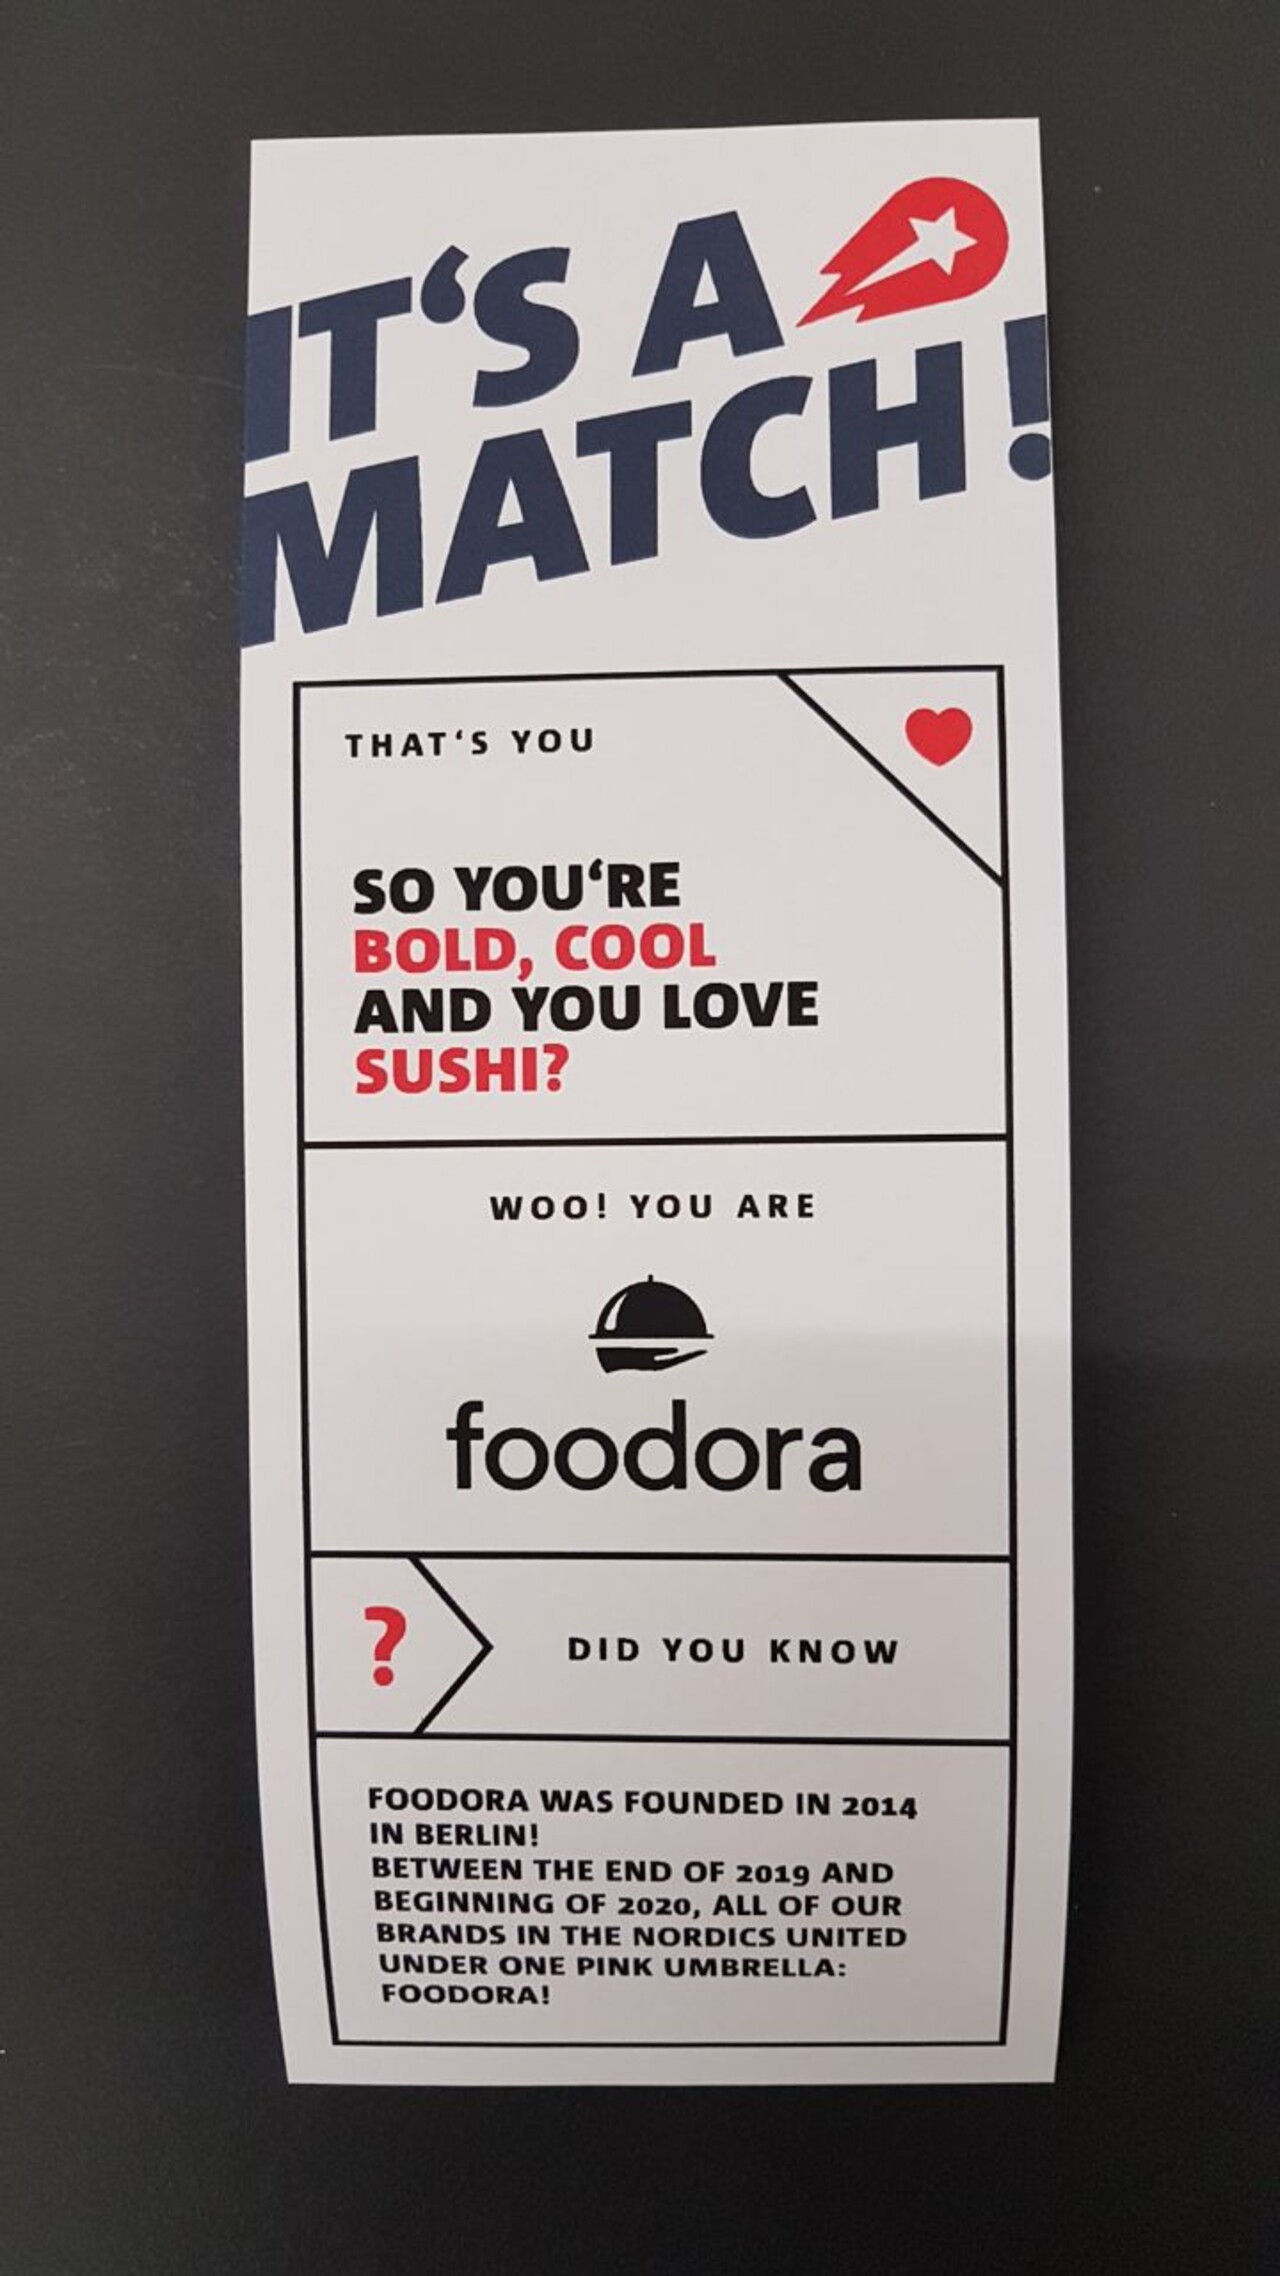 IT‘S A
MATCH!
THAT‘S YOU
SO YOU‘RE
BOLD, COOL
AND YOU LOVE
SUSHI?
WOO! YOU ARE
foodora
?
DID YOU KNOW
FOODORA WAS FOUNDED IN 2014
IN BERLIN!
BETWEEN THE END OF 2019 AND
BEGINNING OF 2020, ALL OF OUR
BRANDS IN THE NORDICS UNITED
UNDER ONE PINK UMBRELLA:
FOODORA!